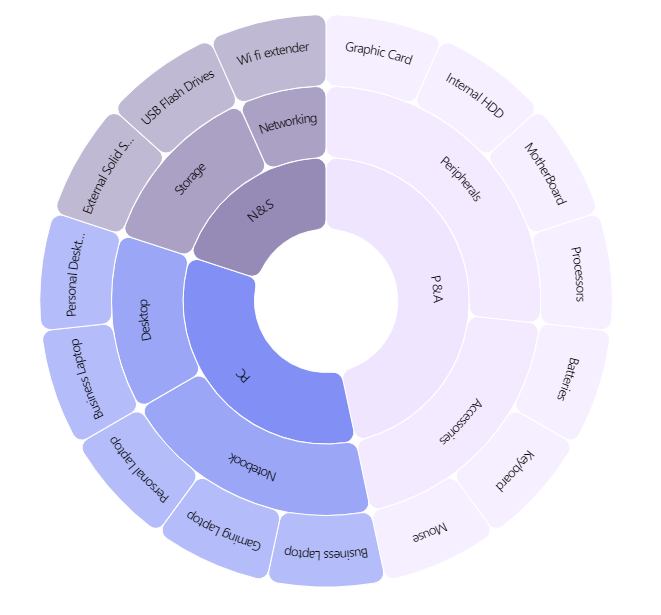 Graphic Card
Internal HDD
MotherBoard
Processors
Batteries
Keyboard
Mouse
Business Laptop
Gaming Laptop
Personal Laptop
Business Laptop
Personal Deskt...
External Solid S...
USB Flash Drives
Wi fi extender
Peripherals
Accessories
Notebook
Desktop
Storage
Networking
P&A
PC
N&S